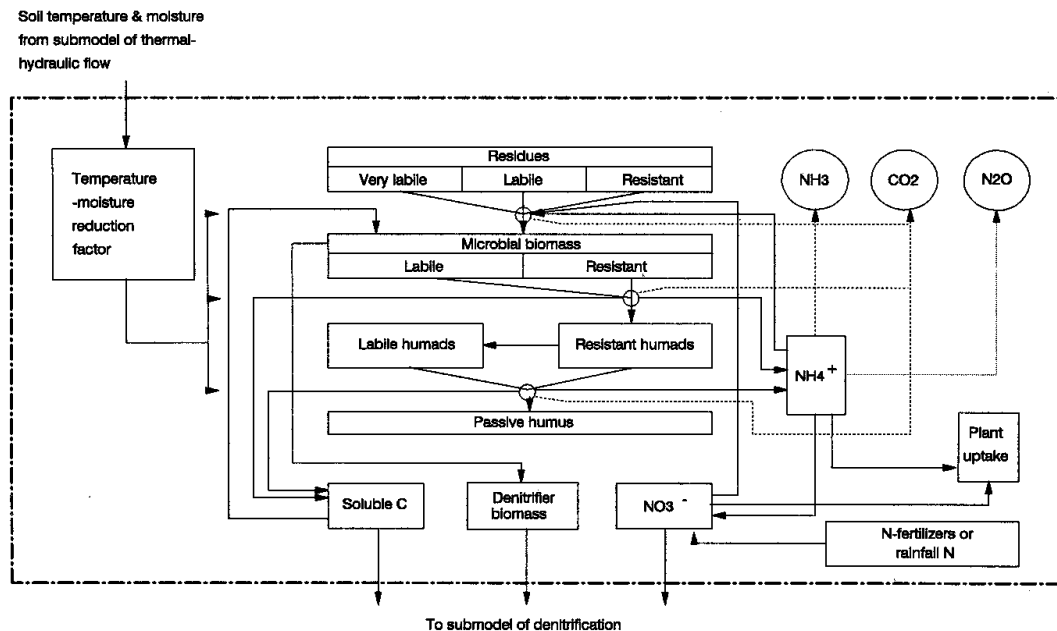 Soil temperature & moisture
from submodel of thermal-
hydraulic flow
Temperature
-moisture
reduction
factor
Residues
Very labile
Labile
Resistant
NH3
CO2
N2O
Microbial biomass
Labile
Resistant
Labile humads
Resistant humads
NH4 +
Passive humus
Plant
uptake
Soluble C
Denitrifier
biomass
NO3 -
N-fertilizers or
rainfall N
To submodel of denitrification